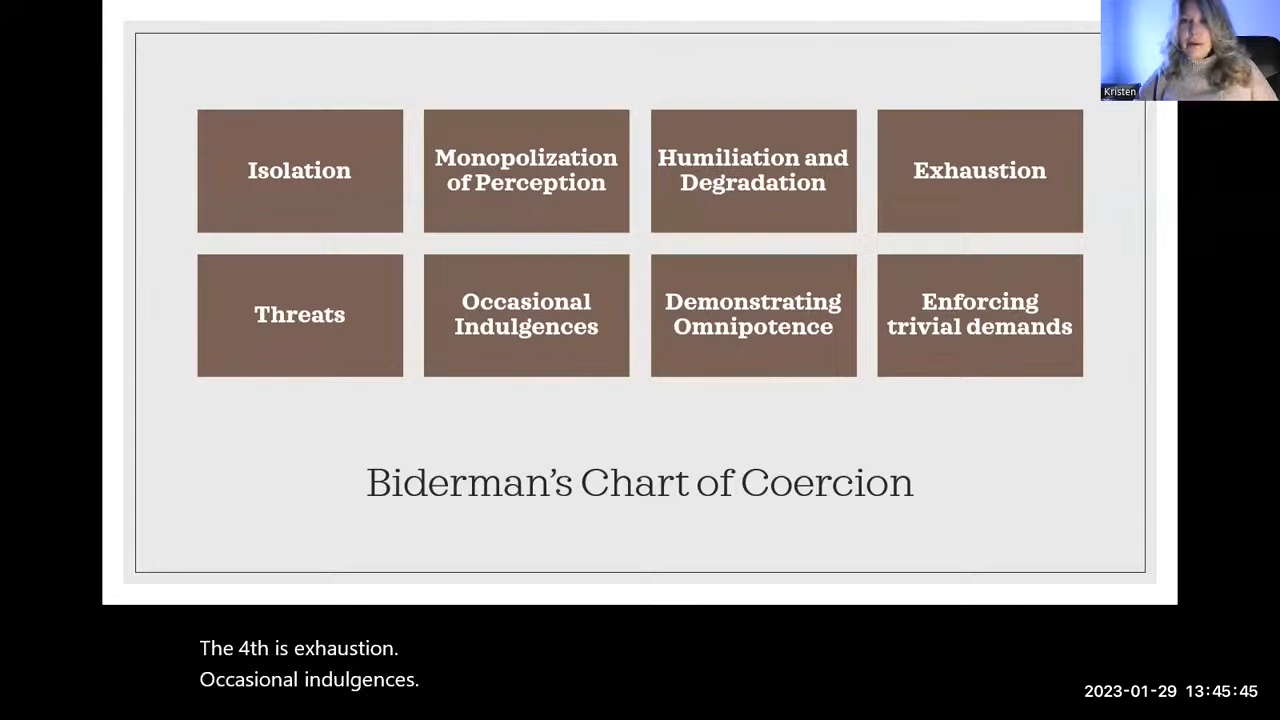 Kristen
Isolation
Monopolization
of Perception
Humiliation and
Degradation
Exhaustion
Threats
Occasional
Indulgences
Demonstrating
Omnipotence
Enforcing
trivial demands
Biderman’s Chart of Coercion
The 4th is exhaustion.
Occasional indulgences.
2023-01-29 13:45:45